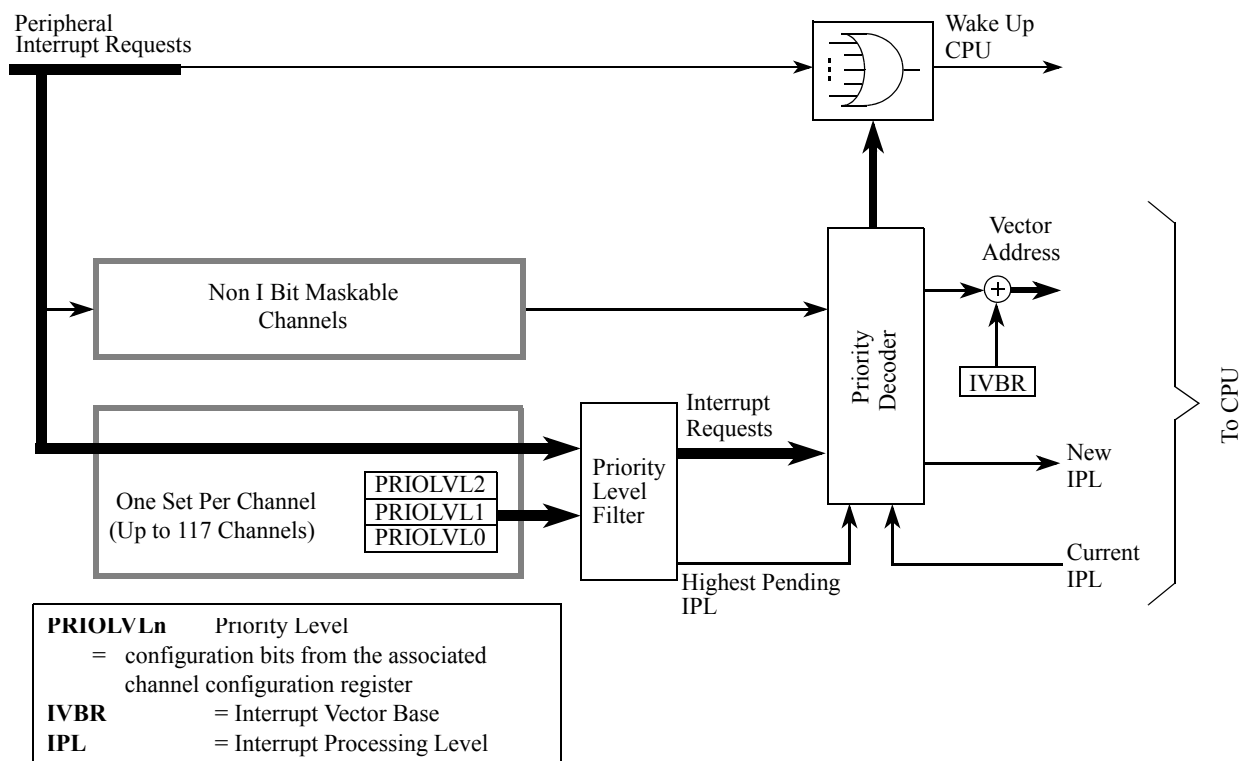 Peripheral
Interrupt Requests
Wake Up
CPU
Non I Bit Maskable
Channels
Vector
Address
Priority
Decoder
IVBR
To CPU
Interrupt
Requests
New
IPL
One Set Per Channel
(Up to 117 Channels)
PRIOLVL2
PRIOLVL1
PRIOLVL0
Priority
Level
Filter
Highest Pending
IPL
Current
IPL
PRIOLVLn Priority Level
= configuration bits from the associated
channel configuration register
IVBR = Interrupt Vector Base
IPL = Interrupt Processing Level